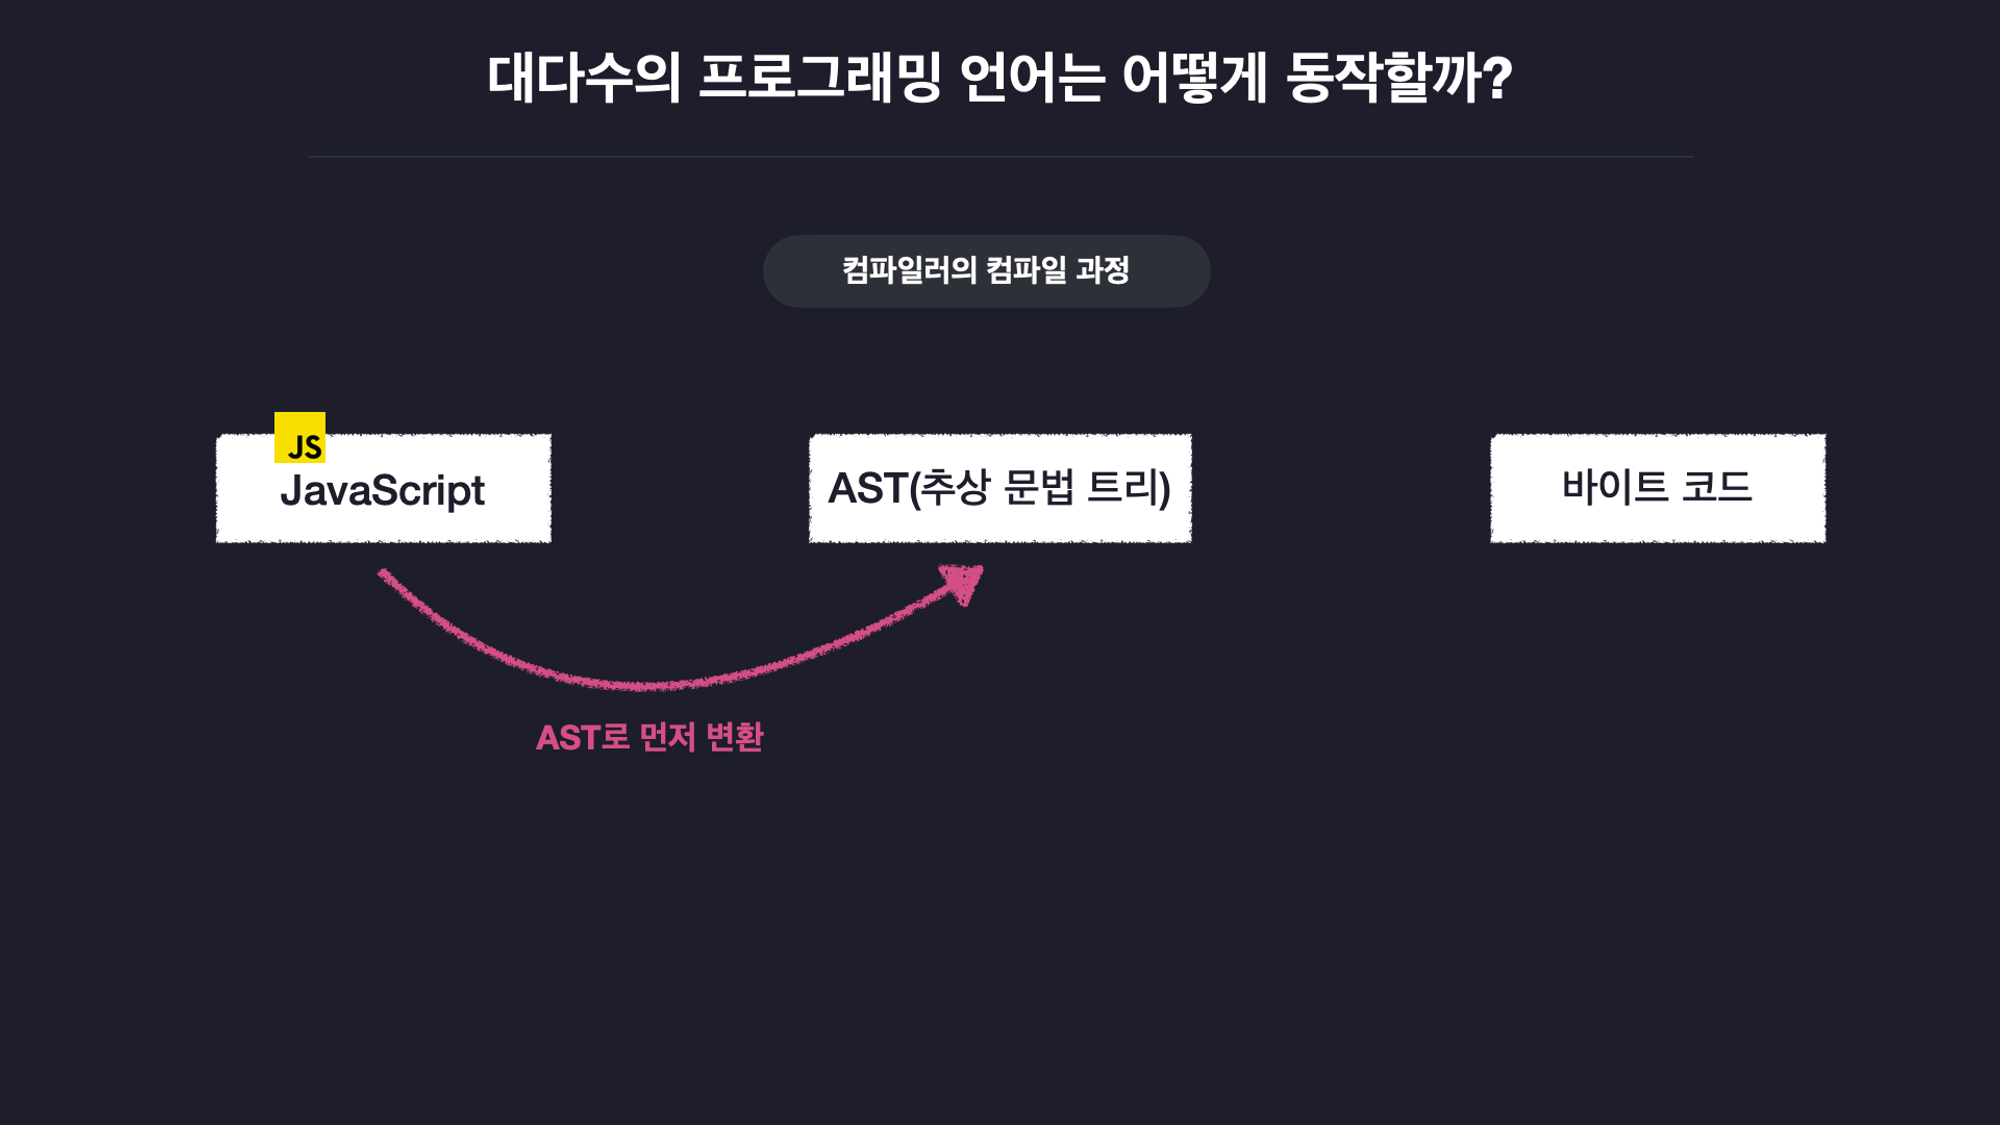 대다수의 프로그래밍 언어는 어떻게 동작할까?
컴파일러의 컴파일 과정
JS
JavaScript
AST(추상 문법 트리)
바이트 코드
AST로 먼저 변환